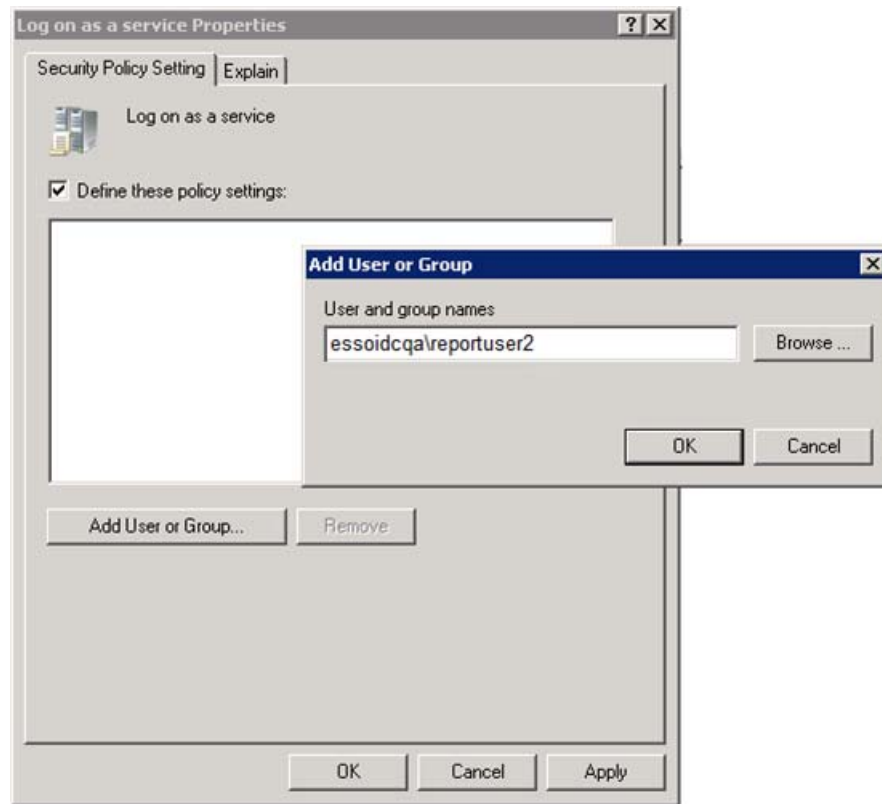 Log on as a service Properties
Security Policy Setting
Explain
Log on as a service
Define these policy settings:
Add User or Group
User and group names
essoidcqa\reportuser2
Browse ...
OK
Cancel
Add User or Group...
Remove
OK
Cancel
Apply